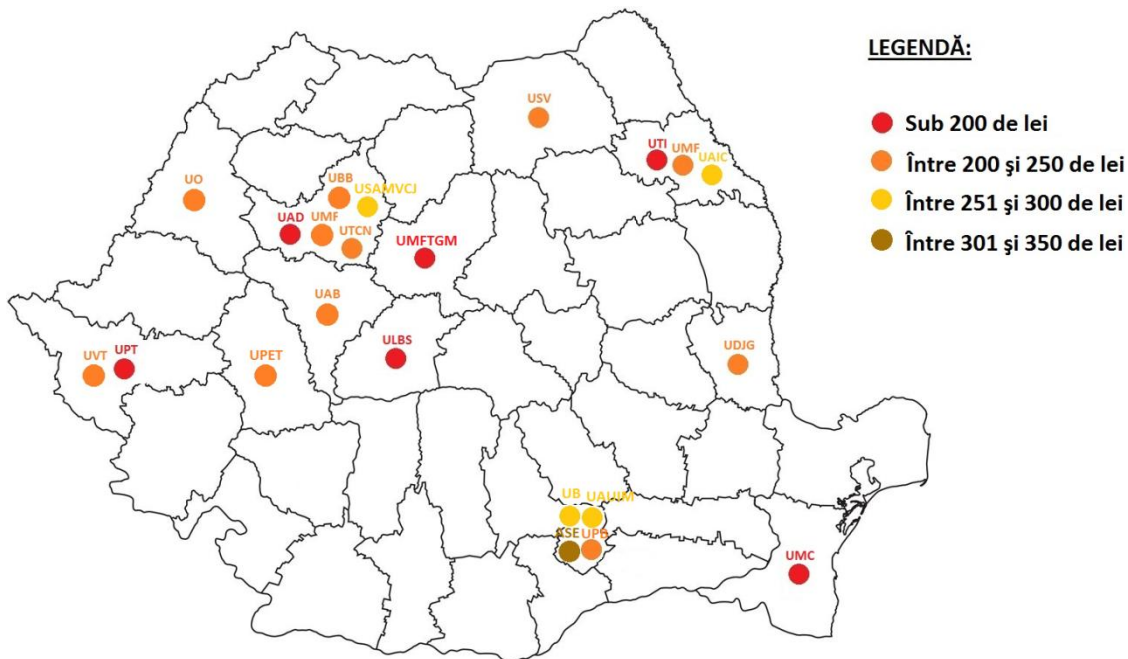 LEGENDĂ:
Sub 200 de lei
Între 200 şi 250 de lei
Între 251 şi 300 de lei
Între 301 şi 350 de lei
USV
UTI
UMF
UAIC
UO
UBB
USAMVCJ
UAD
UMF
UTCN
UMFTGM
UAB
ULBS
UVT
UPT
UPET
UDJG
UB
UAUIM
ASE
UPB
UMC